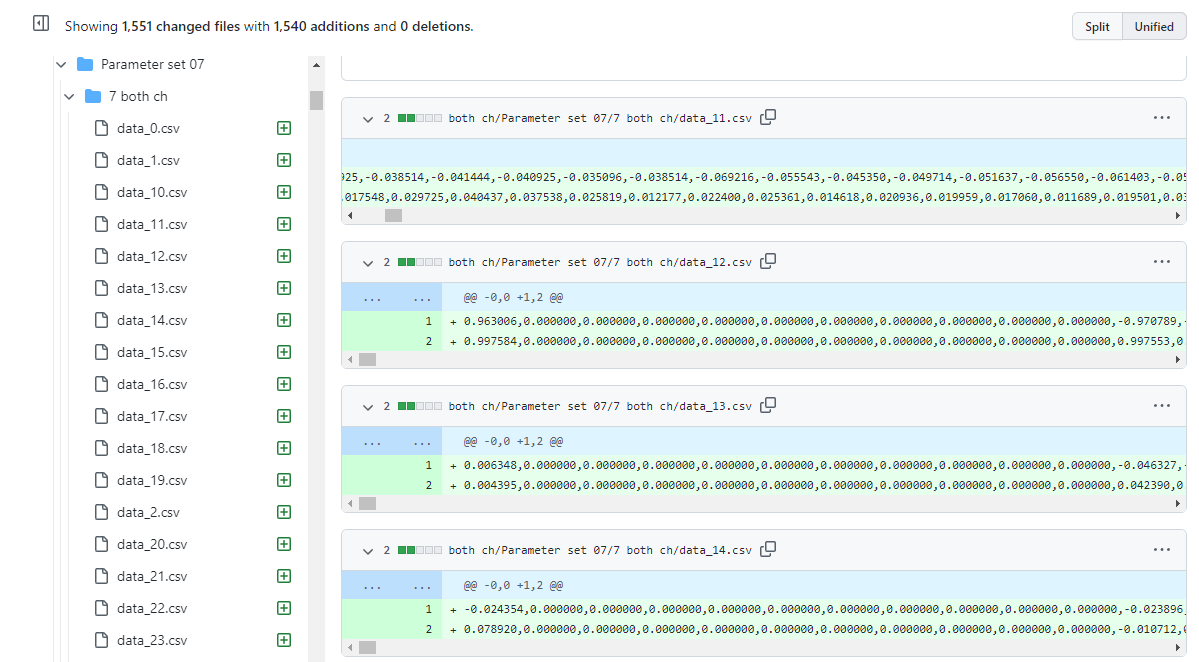 Showing 1,551 changed files with 1,540 additions and 0 deletions.
Split Unified
Parameter set 07
7 both ch
data_0.csv
data_1.csv
data_10.csv
data_11.csv
data_12.csv
data_13.csv
data_14.csv
data_15.csv
data_16.csv
data_17.csv
data_18.csv
data_19.csv
data_2.csv
data_20.csv
data_21.csv
data_22.csv
data_23.csv
2 both ch/Parameter set 07/7 both ch/data_11.csv
925,-0.038514,-0.041444,-0.040925,-0.035096,-0.038514,-0.069216,-0.055543,-0.045350,-0.049714,-0.051637,-0.056550,-0.061403,-0.05
.017548,0.029725,0.040437,0.037538,0.025819,0.012177,0.022400,0.025361,0.014618,0.020936,0.019959,0.017060,0.011689,0.019501,0.03
2 both ch/Parameter set 07/7 both ch/data_12.csv
... ... @@ -0,0 +1,2 @@
1 + 0.963006,0.000000,0.000000,0.000000,0.000000,0.000000,0.000000,0.000000,0.000000,0.000000,0.000000,-0.970789,-
2 + 0.997584,0.000000,0.000000,0.000000,0.000000,0.000000,0.000000,0.000000,0.000000,0.000000,0.000000,0.997553,0.
2 both ch/Parameter set 07/7 both ch/data_13.csv
... ... @@ -0,0 +1,2 @@
1 + 0.006348,0.000000,0.000000,0.000000,0.000000,0.000000,0.000000,0.000000,0.000000,0.000000,0.000000,-0.046327,-
2 + 0.004395,0.000000,0.000000,0.000000,0.000000,0.000000,0.000000,0.000000,0.000000,0.000000,0.000000,0.042390,0.
2 both ch/Parameter set 07/7 both ch/data_14.csv
... ... @@ -0,0 +1,2 @@
1 + -0.024354,0.000000,0.000000,0.000000,0.000000,0.000000,0.000000,0.000000,0.000000,0.000000,0.000000,-0.023896,
2 + 0.078920,0.000000,0.000000,0.000000,0.000000,0.000000,0.000000,0.000000,0.000000,0.000000,0.000000,-0.010712,0